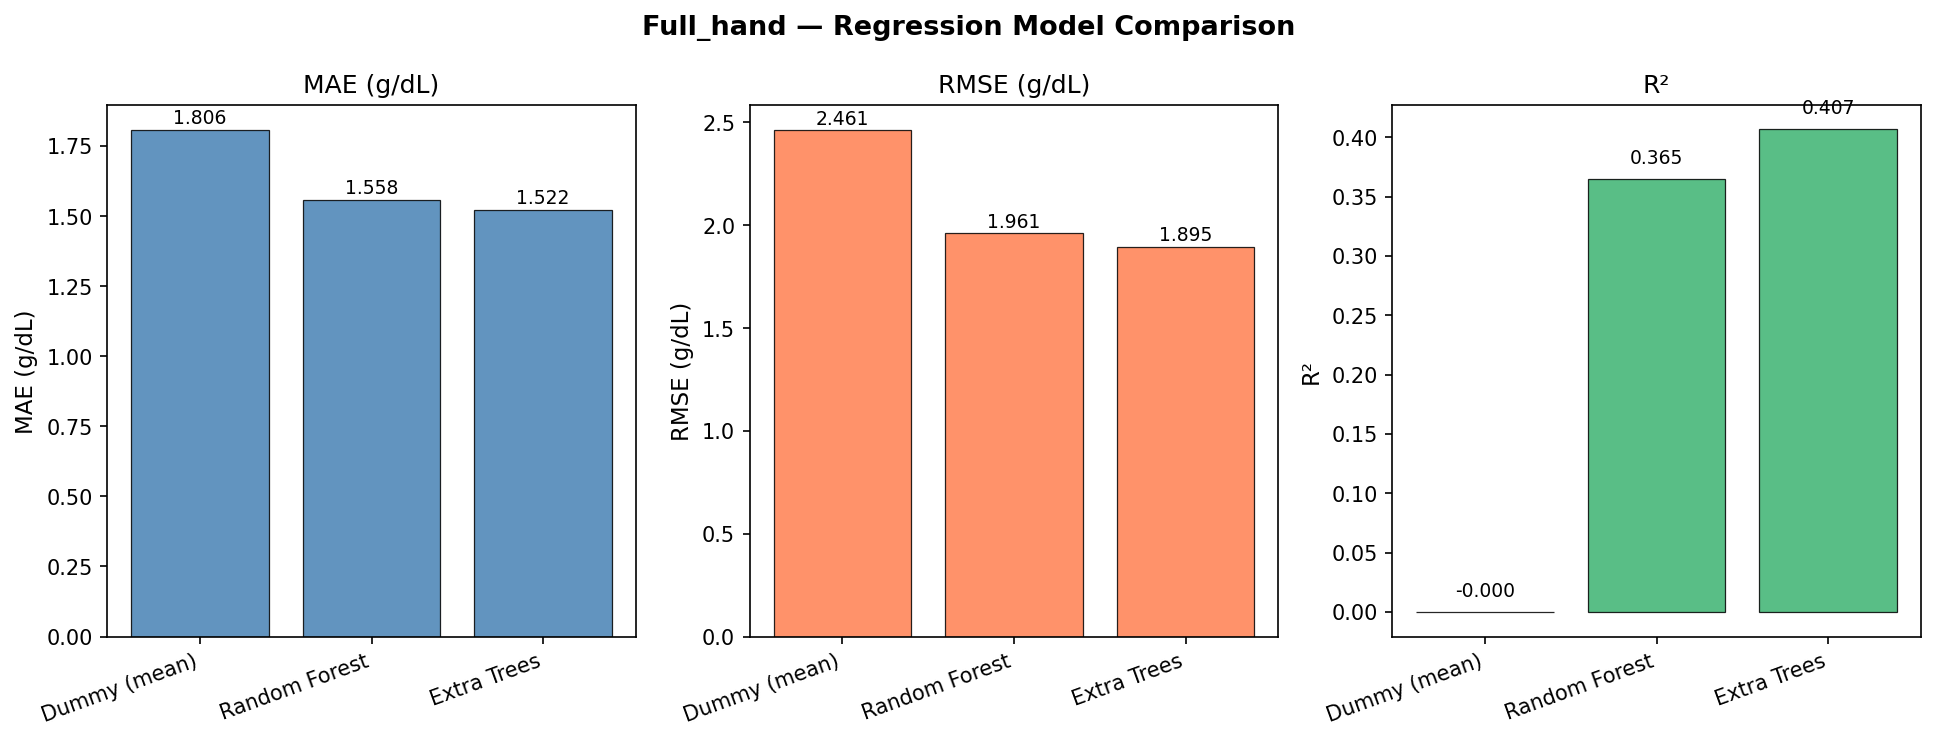 Full_hand — Regression Model Comparison
MAE (g/dL)
MAE (g/dL)
1.75
1.50
1.25
1.00
0.75
0.50
0.25
0.00
1.806
1.558
1.522
Dummy (mean)
Random Forest
Extra Trees
RMSE (g/dL)
RMSE (g/dL)
2.5
2.0
1.5
1.0
0.5
0.0
2.461
1.961
1.895
Dummy (mean)
Random Forest
Extra Trees
R²
R²
0.40
0.35
0.30
0.25
0.20
0.15
0.10
0.05
0.00
-0.000
0.365
0.407
Dummy (mean)
Random Forest
Extra Trees